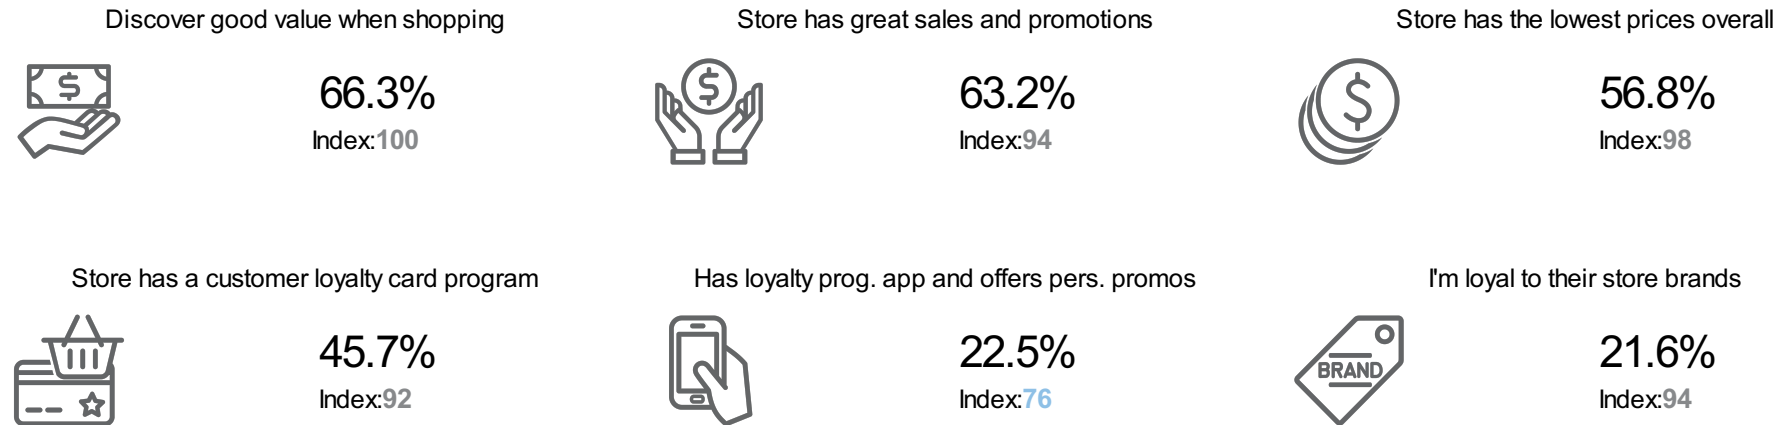 Discover good value when shopping
66.3%
Index:100
Store has great sales and promotions
$
63.2%
Index:94
Store has the lowest prices overall
$
56.8%
Index:98
$
Store has a customer loyalty card program
45.7%
Index:92
Has loyalty prog. app and offers pers. promos
22.5%
Index:76
I'm loyal to their store brands
BRAND
21.6%
Index:94